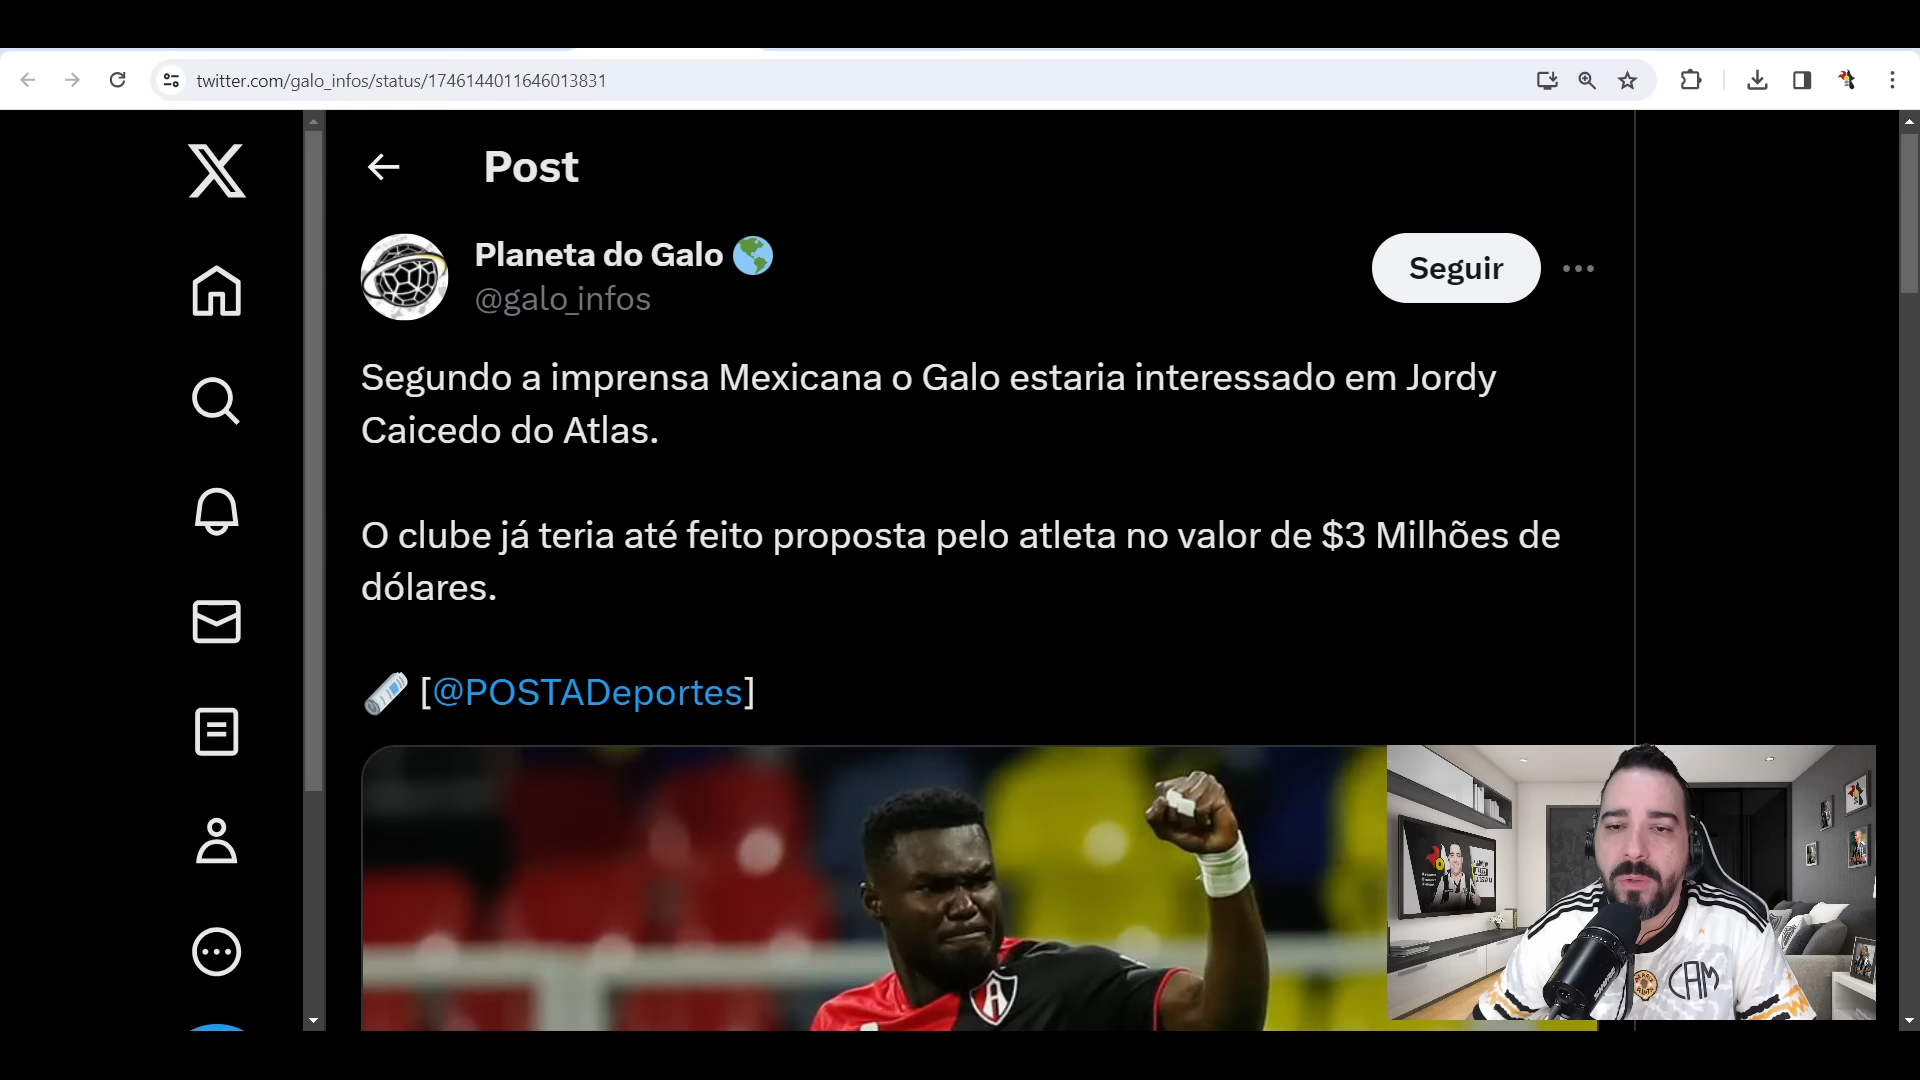 twitter.com/galo_infos/status/1746144011646013831
Post
Planeta do Galo
@galo_infos
Seguir
Segundo a imprensa Mexicana o Galo estaria interessado em Jordy
Caicedo do Atlas.
O clube já teria até feito proposta pelo atleta no valor de $3 Milhões de
dólares.
[@POSTADeportes]
A
CAM